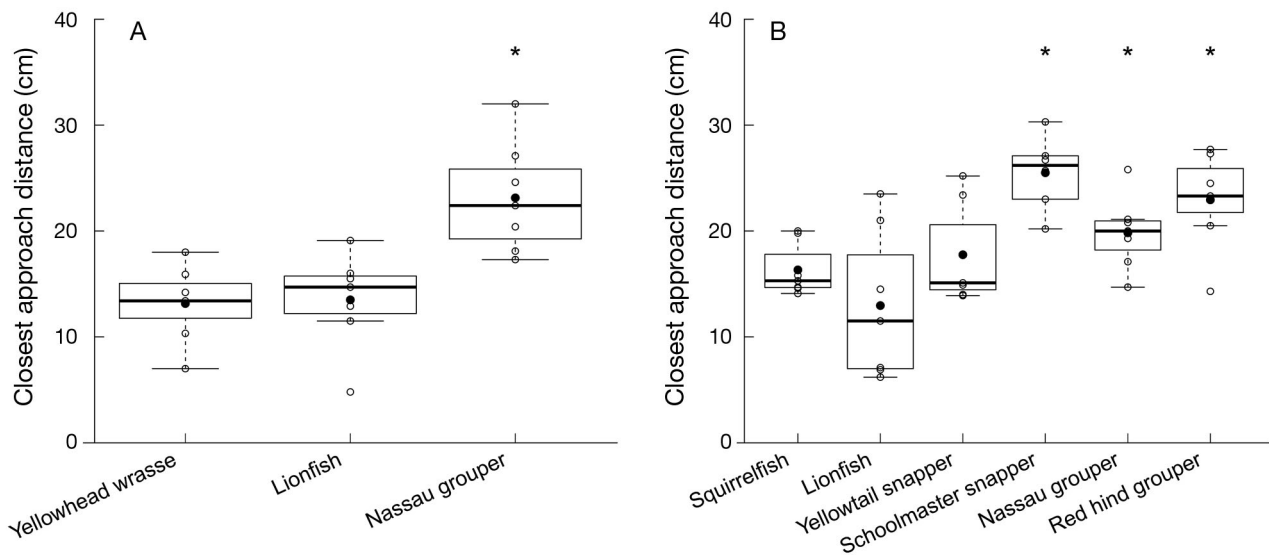 A
Closest approach distance (cm)
40
30
20
10
0
*
Yellowhead wrasse
Lionfish
Nassau grouper
B
Closest approach distance (cm)
40
30
20
10
0
*
*
*
Squirrelfish
Lionfish
Yellowtail snapper
Schoolmaster snapper
Nassau grouper
Red hind grouper